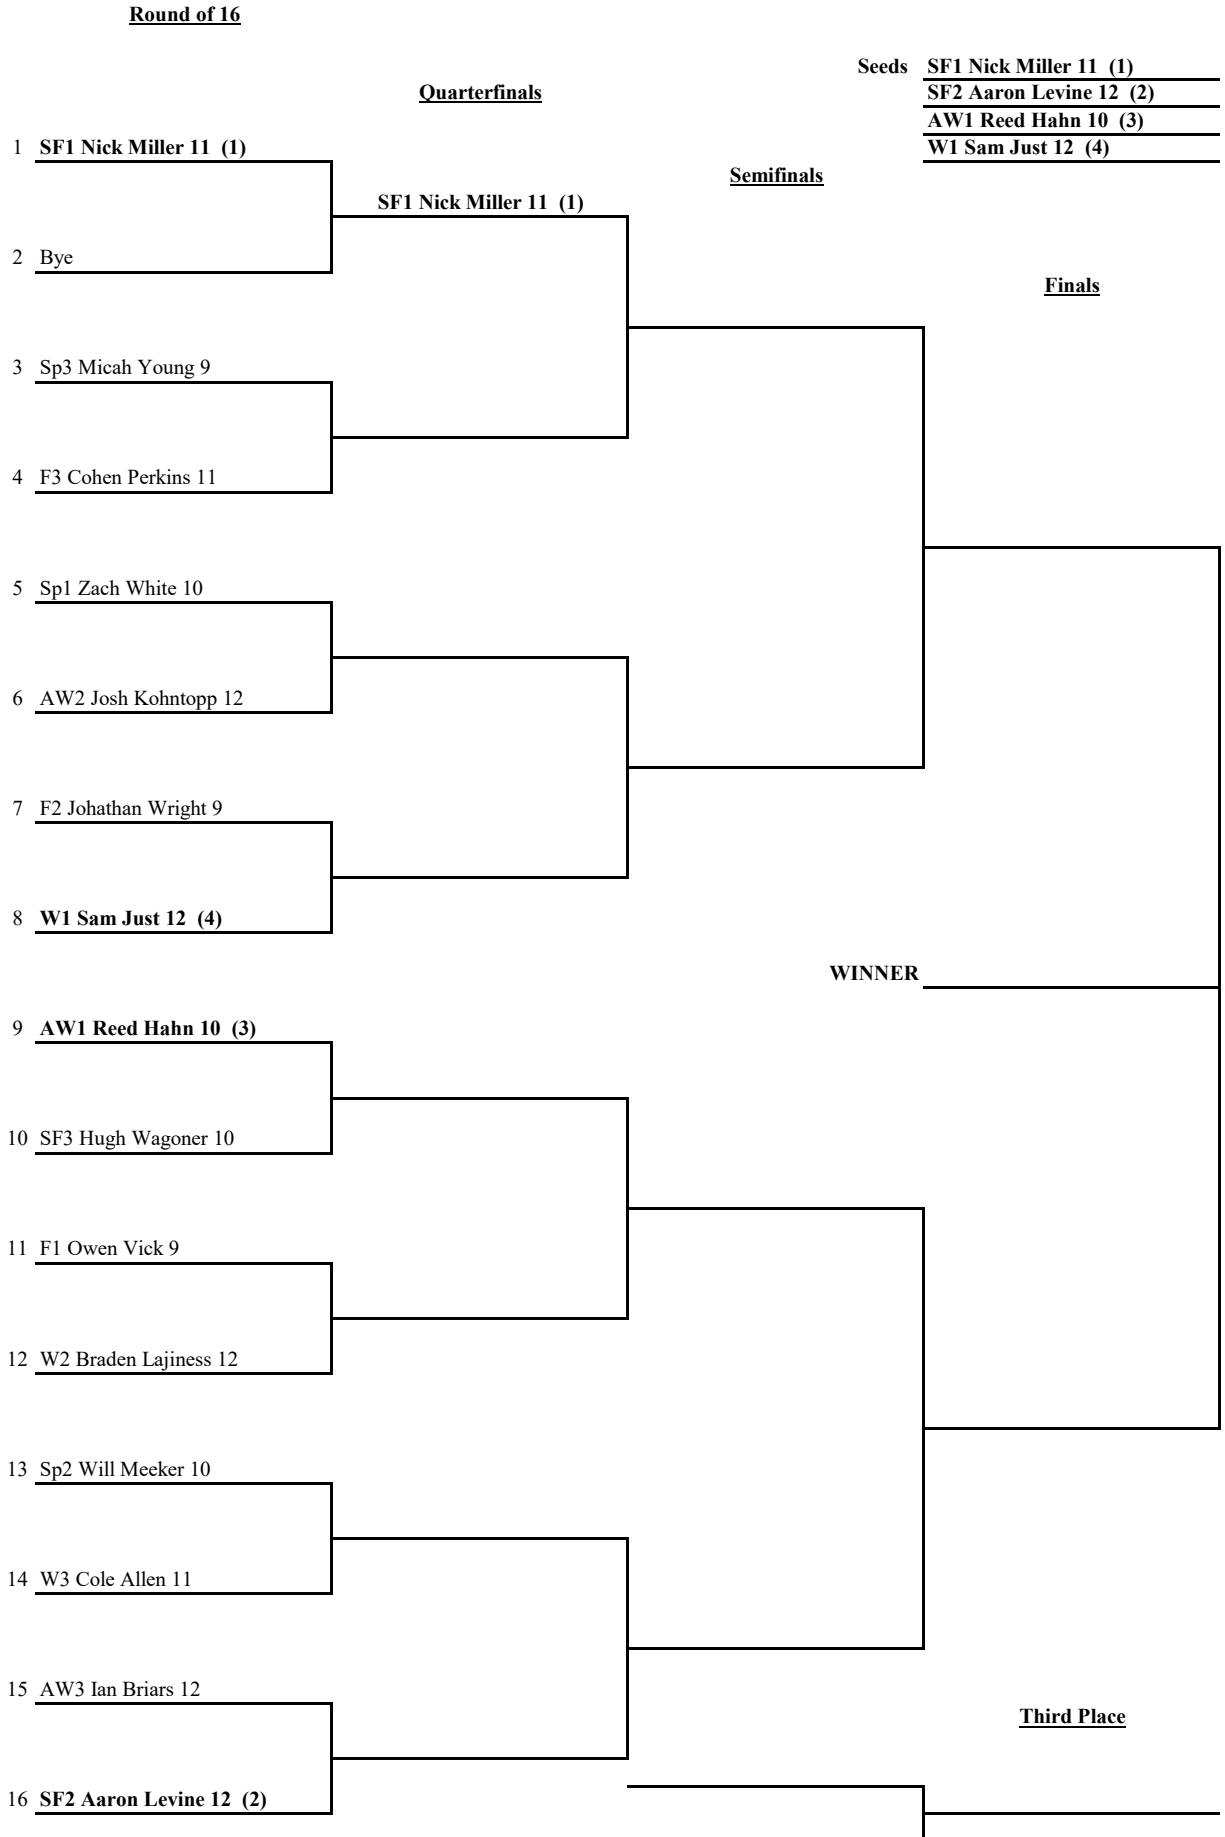 Round of 16
Seeds SF1 Nick Miller 11 (1)
SF2 Aaron Levine 12 (2)
Quarterfinals
AW1 Reed Hahn 10 (3)
1 SF1 Nick Miller 11 (1)
W1 Sam Just 12 (4)
Semifinals
SF1 Nick Miller 11 (1)
2 Bye
Finals
3 Sp3 Micah Young 9
4 F3 Cohen Perkins 11
5 Sp1 Zach White 10
6 AW2 Josh Kohntopp 12
7 F2 Johathan Wright 9
8 W1 Sam Just 12 (4)
WINNER
9 AW1 Reed Hahn 10 (3)
10 SF3 Hugh Wagoner 10
11 F1 Owen Vick 9
12 W2 Braden Lajiness 12
13 Sp2 Will Meeker 10
14 W3 Cole Allen 11
15 AW3 Ian Briars 12
Third Place
16 SF2 Aaron Levine 12 (2)